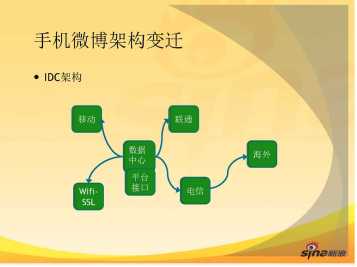 手机微博架构变迁
• IDC架构
移动
联通
数据
中心
海外
平台
接口
Wifi-
SSL
电信
sina新浪